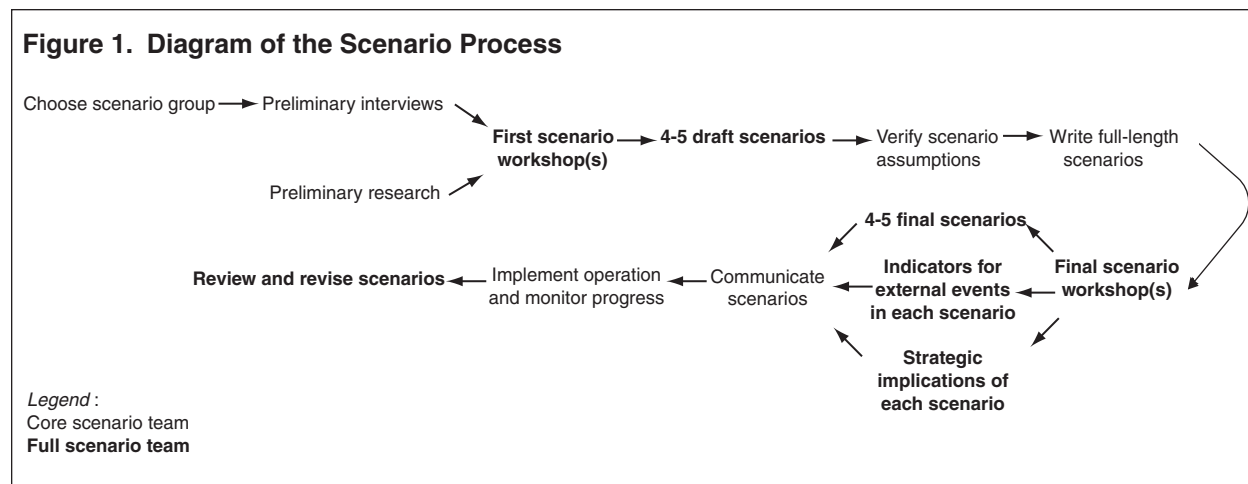 Figure 1. Diagram of the Scenario Process
Choose scenario group
Preliminary interviews
Preliminary research
First scenario
workshop(s)
4-5 draft scenarios
Verify scenario
assumptions
Write full-length
scenarios
Final scenario
workshop(s)
4-5 final scenarios
Indicators for
external events
in each scenario
Strategic
implications of
each scenario
Communicate
scenarios
Implement operation
and monitor progress
Review and revise scenarios
Legend :
Core scenario team
Full scenario team